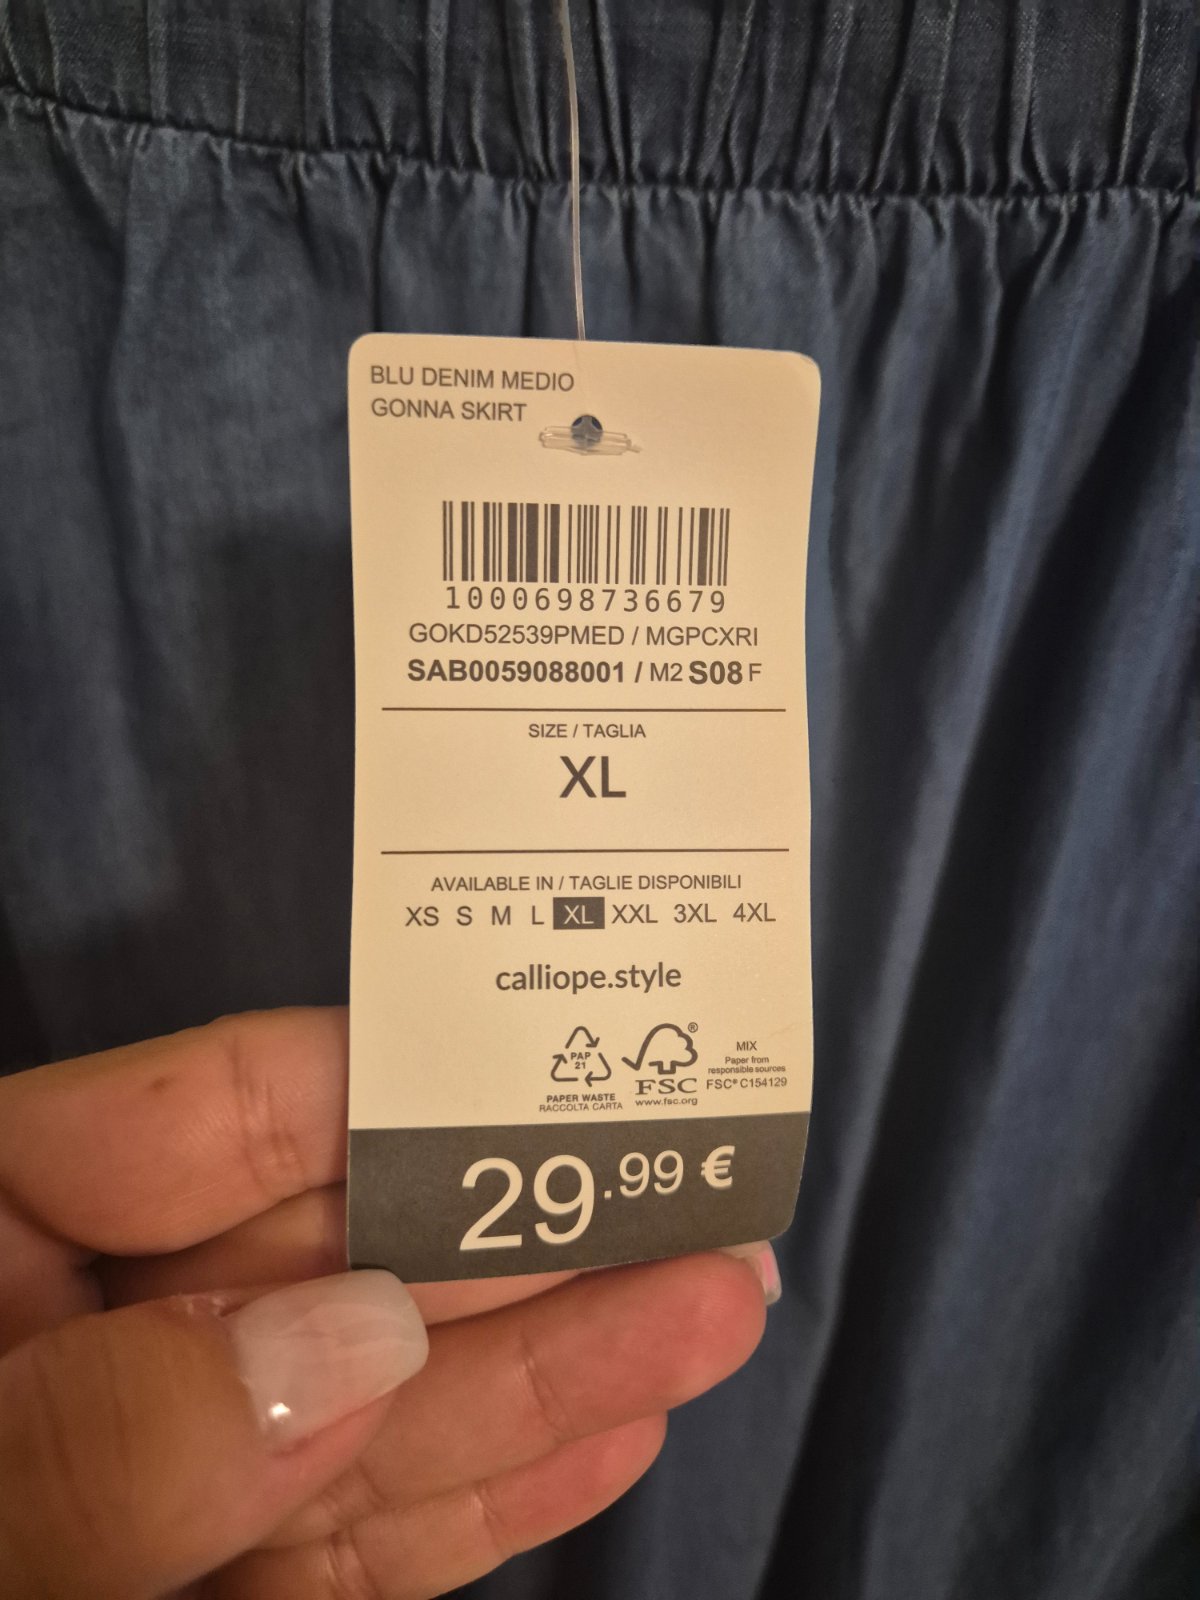 BLU DENIM MEDIO
GONNA SKIRT
1000698736679
GOKD52539PMED / MGPCXRI
SAB0059088001 / M2 S08 F
SIZE / TAGLIA
XL
AVAILABLE IN / TAGLIE DISPONIBILI
XS S M L XL XXL 3XL 4XL
calliope.style
PAP
21
PAPER WASTE
RACCOLTA CARTA
®
FSC
www.fsc.org
MIX
Paper from
responsible sources
FSC® C154129
29.99 €